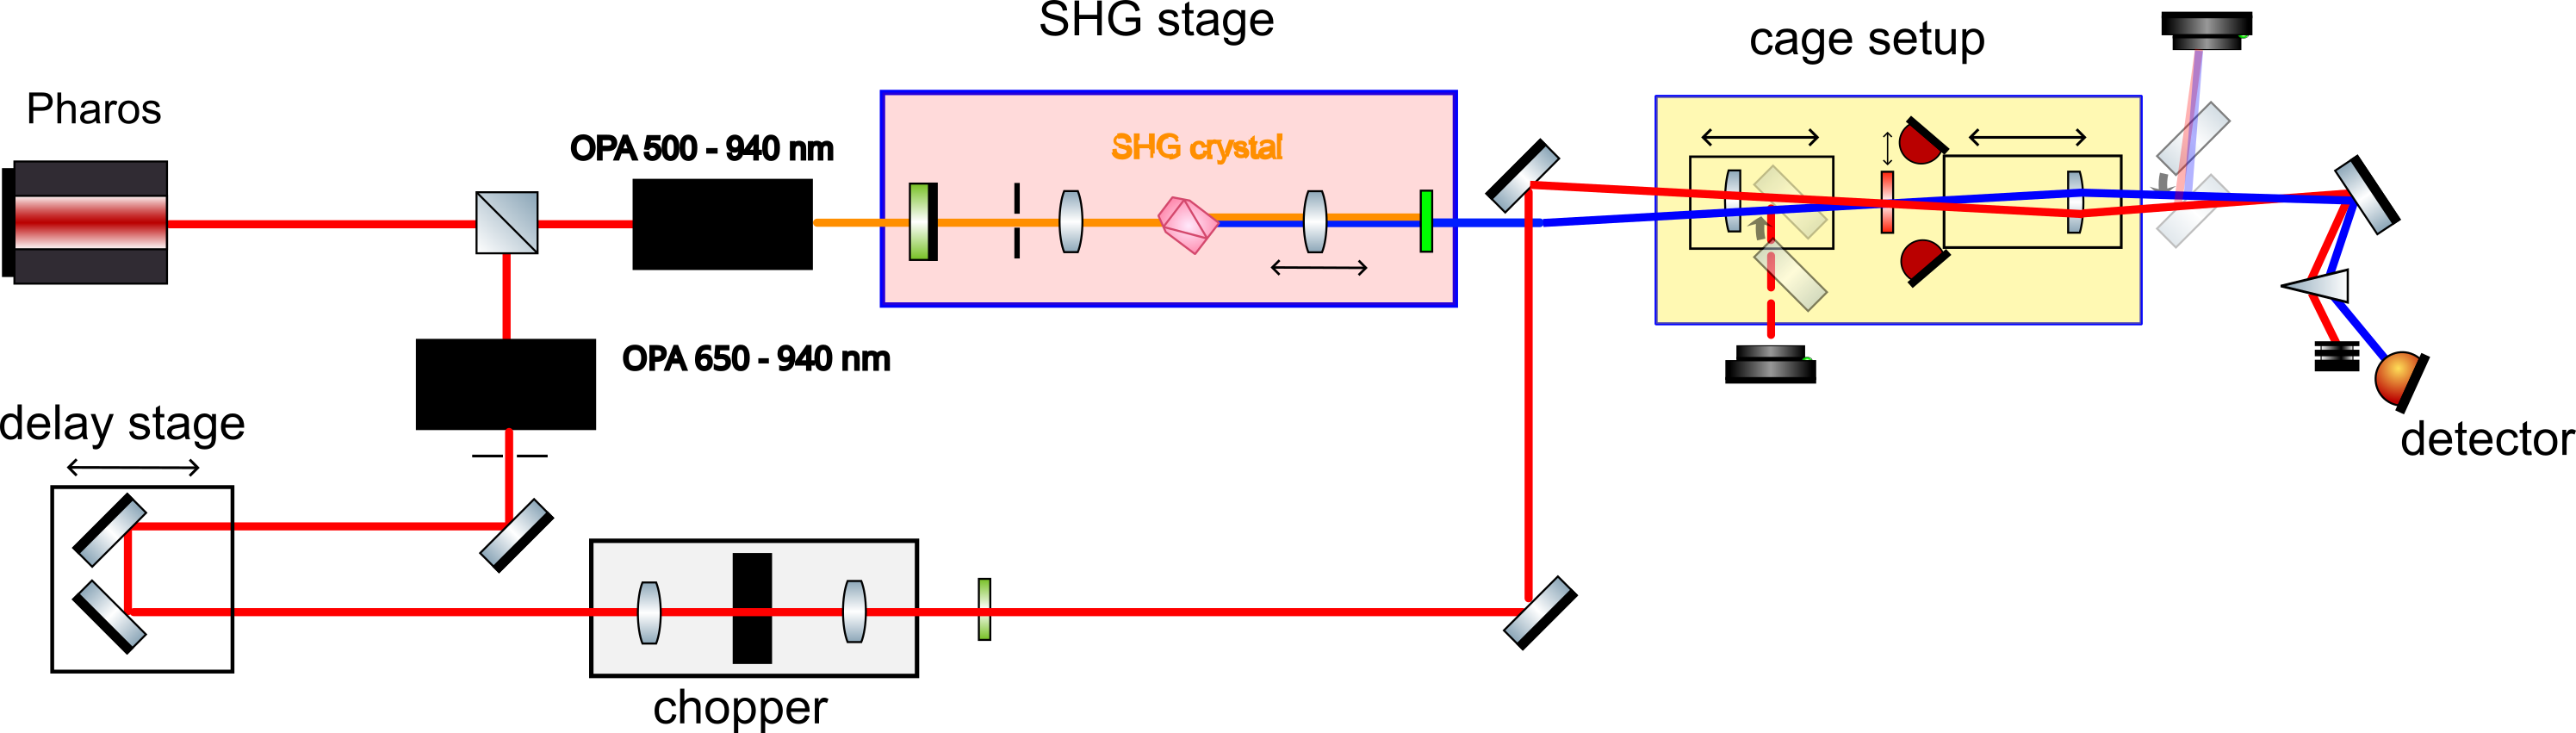 SHG stage
cage setup
Pharos
OPA 500 - 940 nm
SHG crystal
OPA 650 - 940 nm
delay stage
detector
chopper